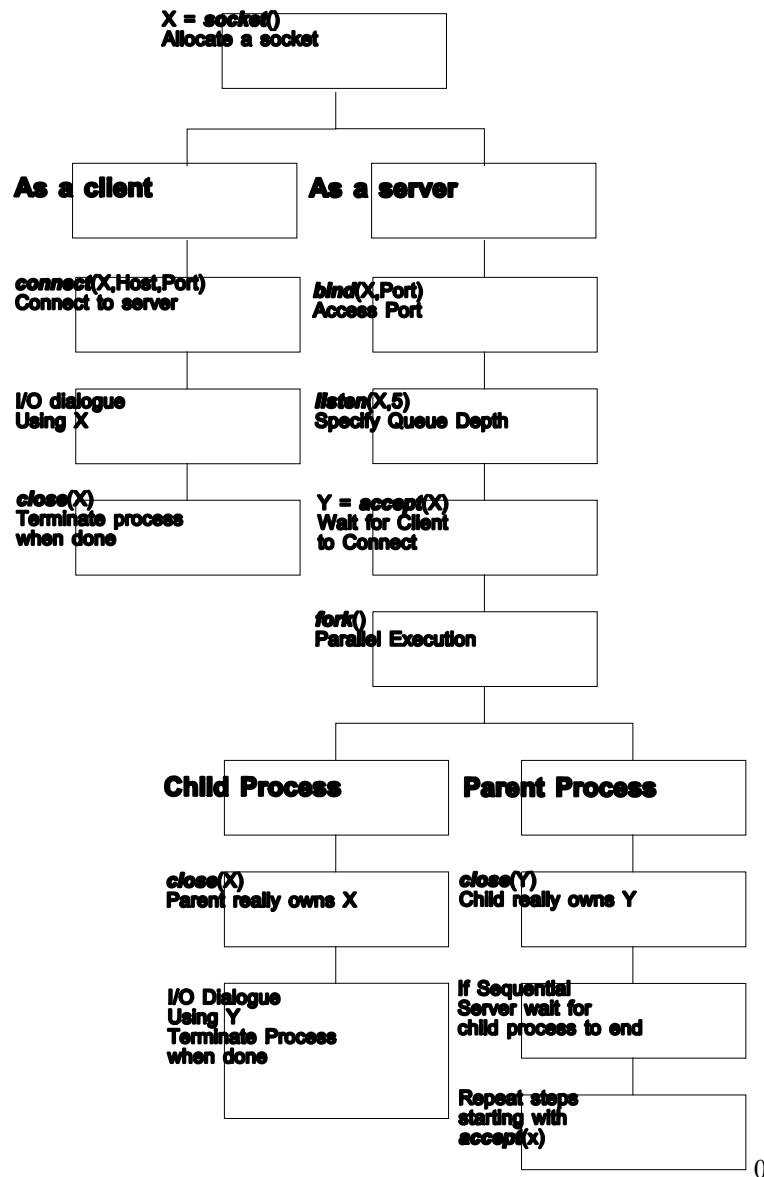 X = socket()
Allocate a socket
As a client
As a server
connect(X,Host,Port)
Connect to server
bind(X,Port)
Access Port
I/O dialogue
Using X
listen(X,5)
Specify Queue Depth
close(X)
Terminate process
when done
Y = accept(X)
Wait for Client
to Connect
fork()
Parallel Execution
Child Process
Parent Process
close(X)
Parent really owns X
close(Y)
Child really owns Y
I/O Dialogue
Using Y
Terminate Process
when done
If Sequential
Server wait for
child process to end
Repeat steps
starting with
accept(x)
0